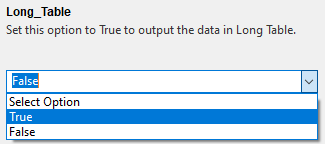 Long_Table
Set this option to True to output the data in Long Table.
False
Select Option
True
False